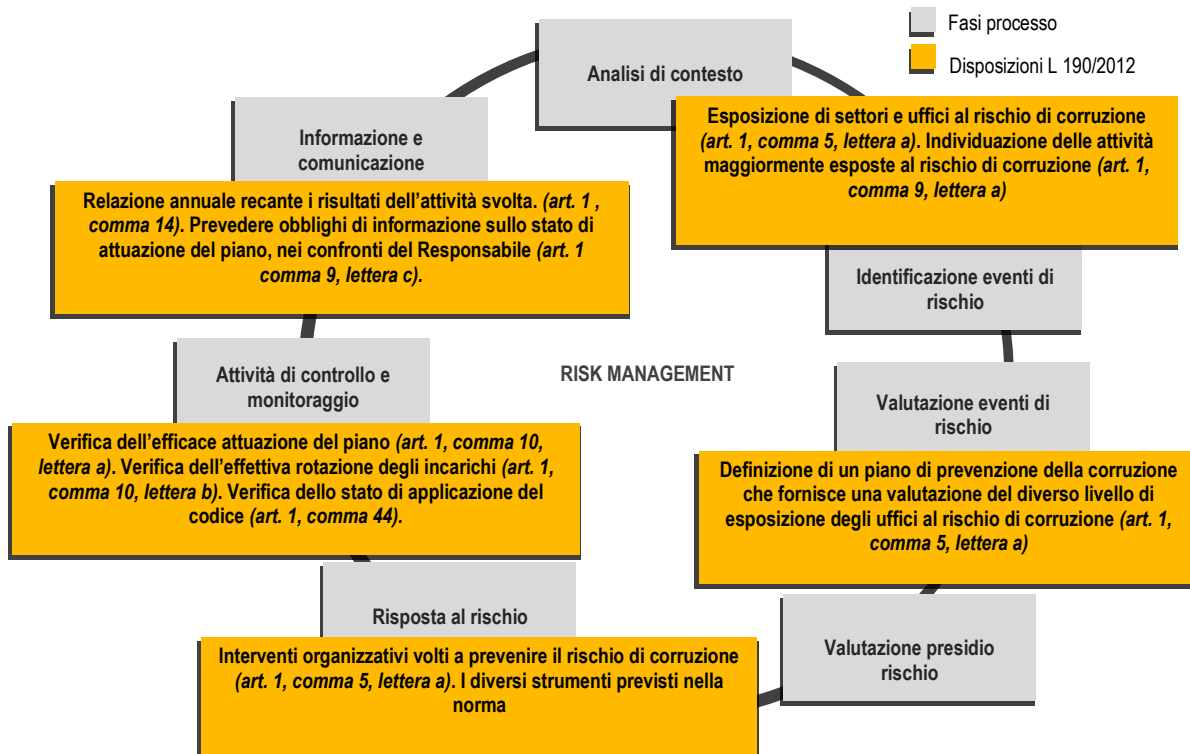 Fasi processo
Disposizioni L 190/2012
Analisi di contesto
Esposizione di settori e uffici al rischio di corruzione
(art. 1, comma 5, lettera a). Individuazione delle attività
maggiormente esposte al rischio di corruzione (art. 1,
comma 9, lettera a)
Identificazione eventi di
rischio
Valutazione eventi di
rischio
Definizione di un piano di prevenzione della corruzione
che fornisce una valutazione del diverso livello di
esposizione degli uffici al rischio di corruzione (art. 1,
comma 5, lettera a)
Valutazione presidio
rischio
Risposta al rischio
Interventi organizzativi volti a prevenire il rischio di corruzione
(art. 1, comma 5, lettera a). I diversi strumenti previsti nella
norma
Attività di controllo e
monitoraggio
Verifica dell’efficace attuazione del piano (art. 1, comma 10,
lettera a). Verifica dell’effettiva rotazione degli incarichi (art. 1,
comma 10, lettera b). Verifica dello stato di applicazione del
codice (art. 1, comma 44).
Informazione e
comunicazione
Relazione annuale recante i risultati dell’attività svolta. (art. 1 ,
comma 14). Prevedere obblighi di informazione sullo stato di
attuazione del piano, nei confronti del Responsabile (art. 1
comma 9, lettera c).
RISK MANAGEMENT